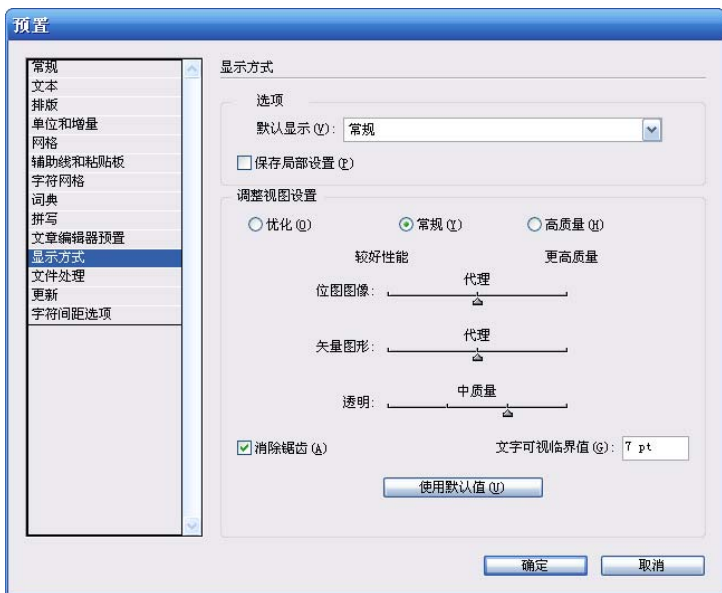 预置
常规
文本
排版
单位和增量
网格
辅助线和粘贴板
字符网格
词典
拼写
文章编辑器预置
显示方式
文件处理
更新
字符间距选项
显示方式
选项
默认显示(V): 常规
保存局部设置(P)
调整视图设置
优化(O) 常规(Y) 高质量(H)
较好性能 更高质量
代理
位图图像:
代理
矢量图形:
中质量
透明:
消除锯齿(A) 文字可视临界值(G): 7 pt
使用默认值(U)
确定 取消